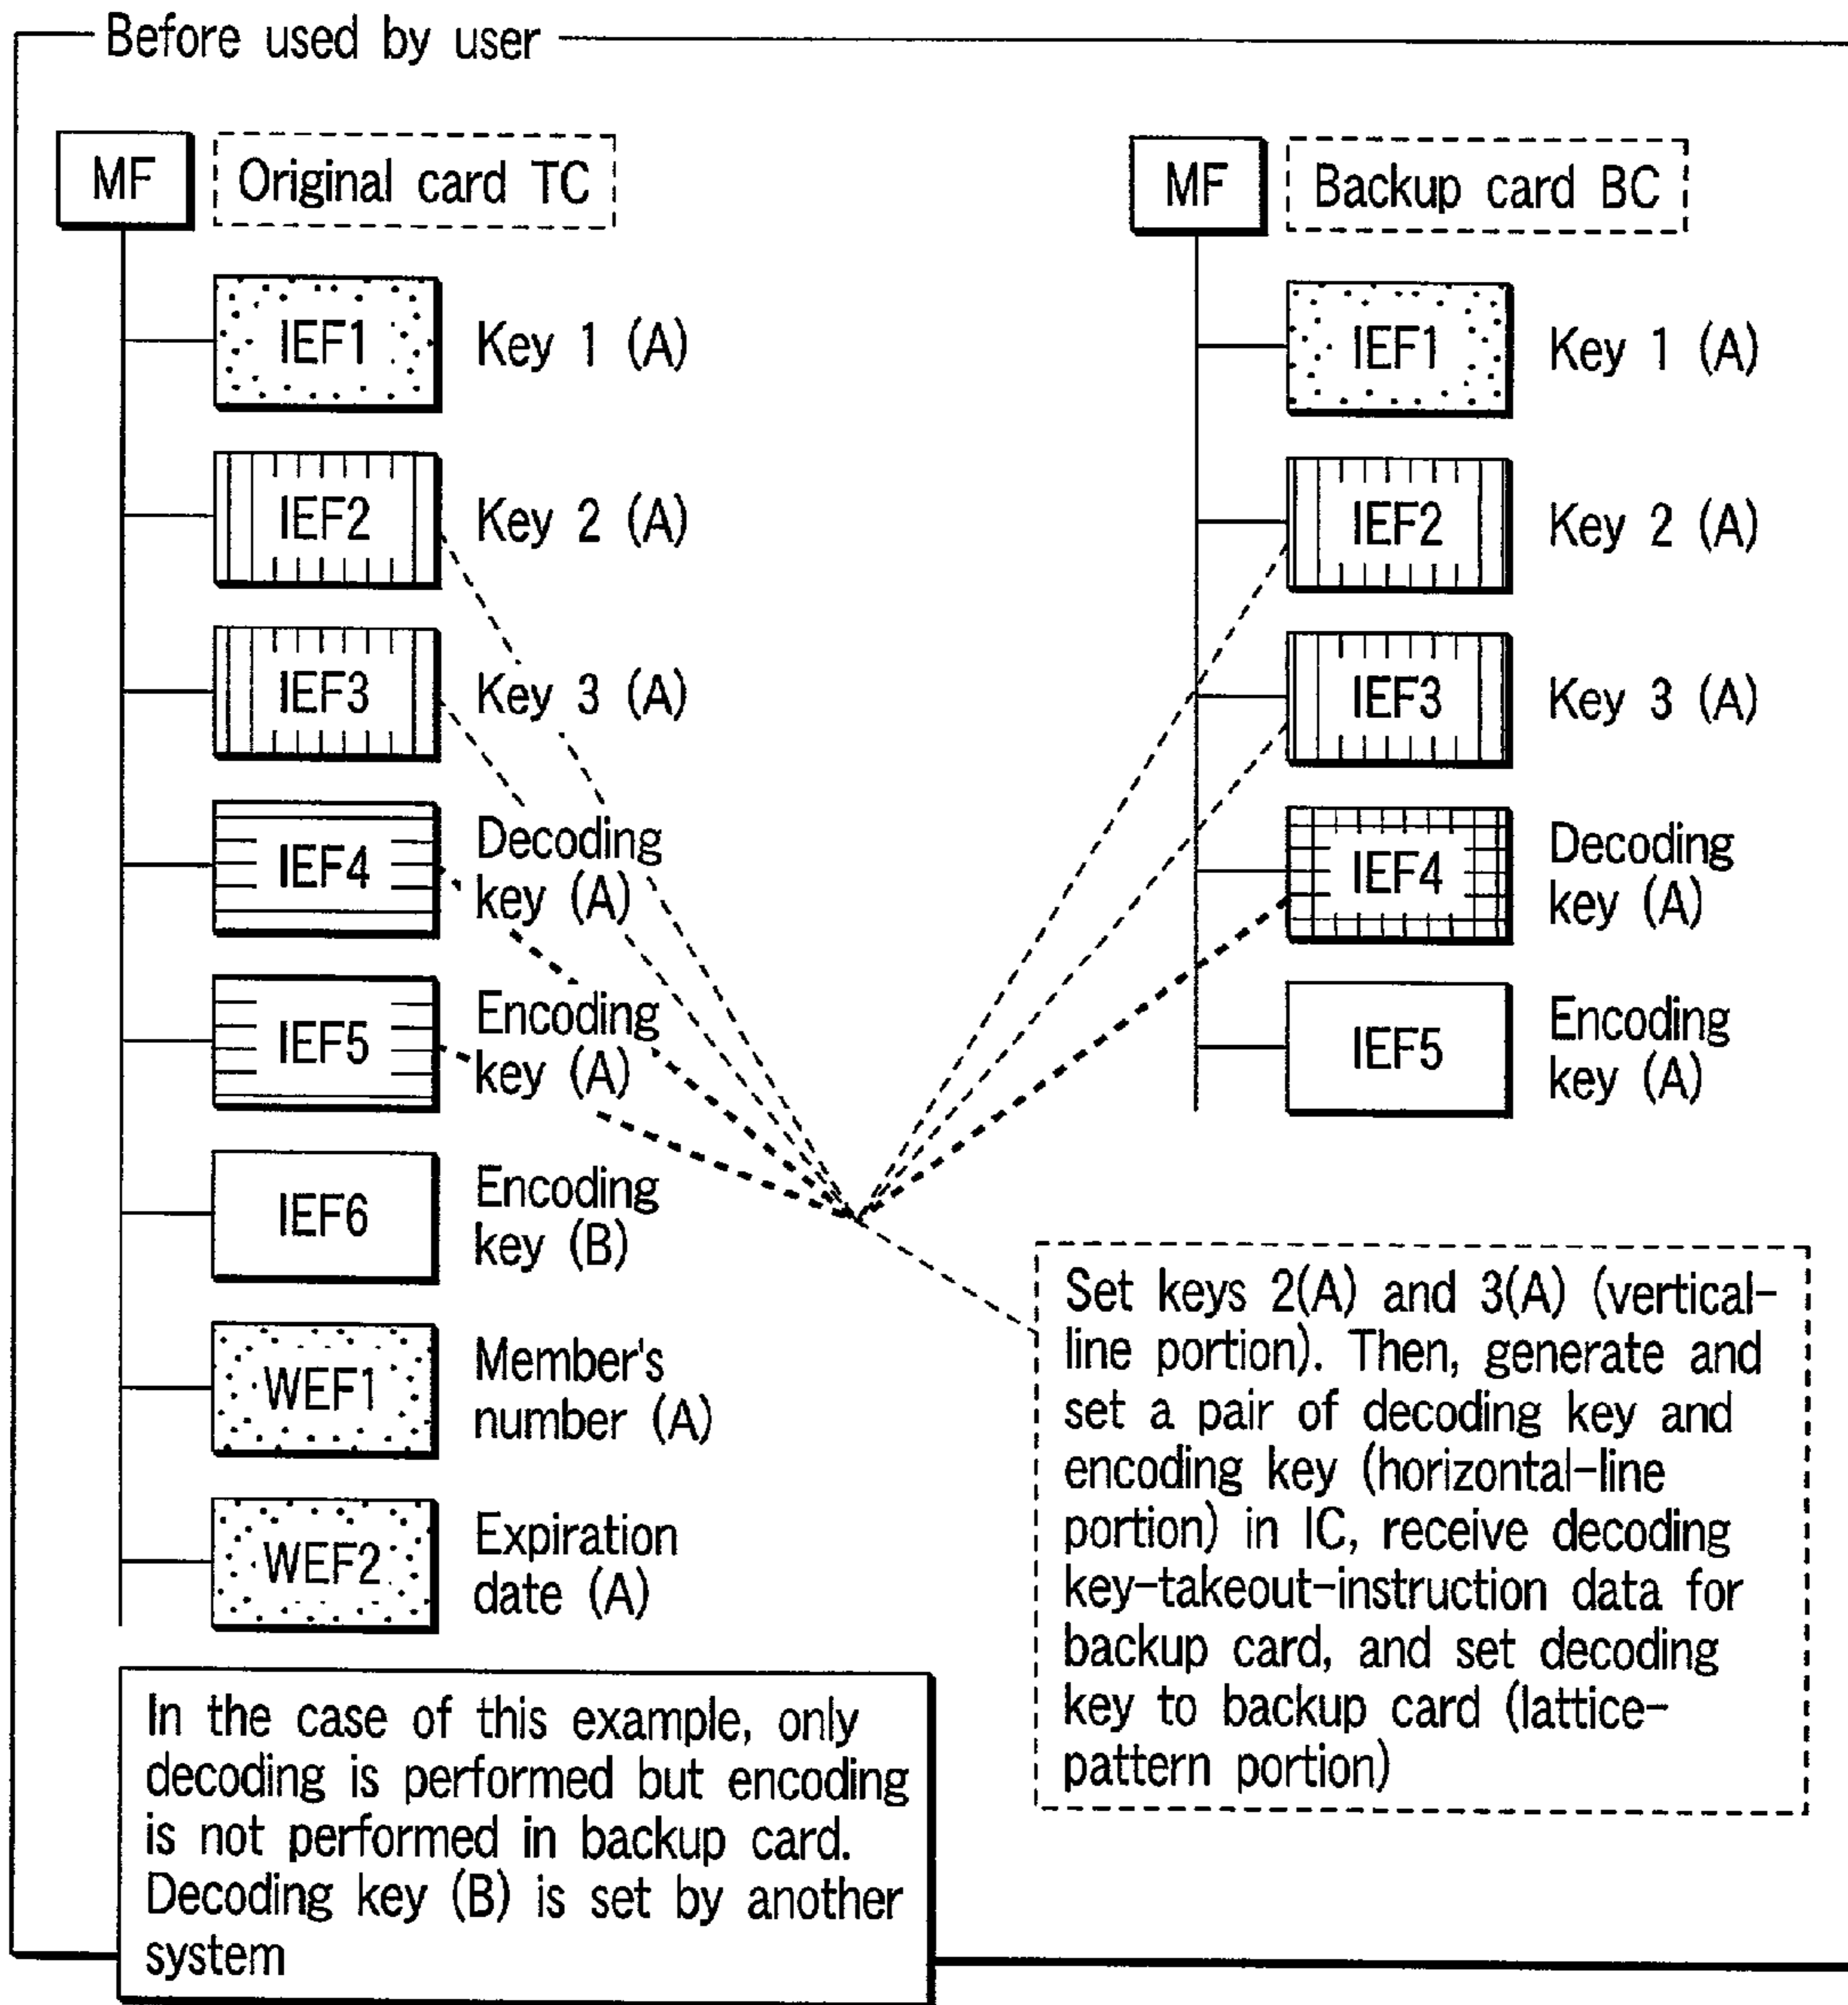 Before used by user
MF
Original card TC
IEF1
Key 1 (A)
IEF2
Key 2 (A)
IEF3
Key 3 (A)
IEF4
Decoding
key (A)
IEF5
Encoding
key (A)
IEF6
Encoding
key (B)
WEF1
Member's
number (A)
WEF2
Expiration
date (A)
In the case of this example, only
decoding is performed but encoding
is not performed in backup card.
Decoding key (B) is set by another
system
MF
Backup card BC
IEF1
Key 1 (A)
IEF2
Key 2 (A)
IEF3
Key 3 (A)
IEF4
Decoding
key (A)
IEF5
Encoding
key (A)
Set keys 2(A) and 3(A) (vertical-
line portion). Then, generate and
set a pair of decoding key and
encoding key (horizontal-line
portion) in IC, receive decoding
key-takeout-instruction data for
backup card, and set decoding
key to backup card (lattice-
pattern portion)